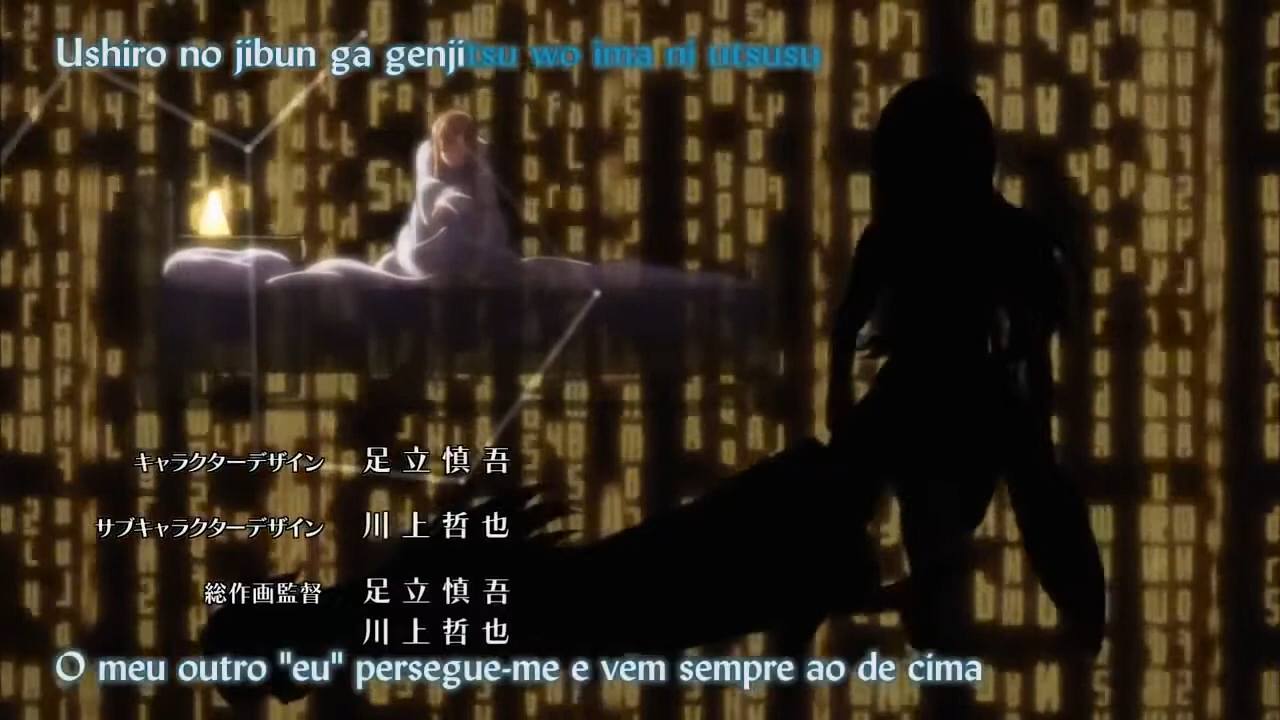 Ushiro no jibun ga genjitsu wo ima ni utsusu
キャラクターデザイン 足立慎吾
サブキャラクターデザイン 川上哲也
総作画監督 足立慎吾
川上哲也
O meu outro "eu" persegue-me e vem sempre ao de cima